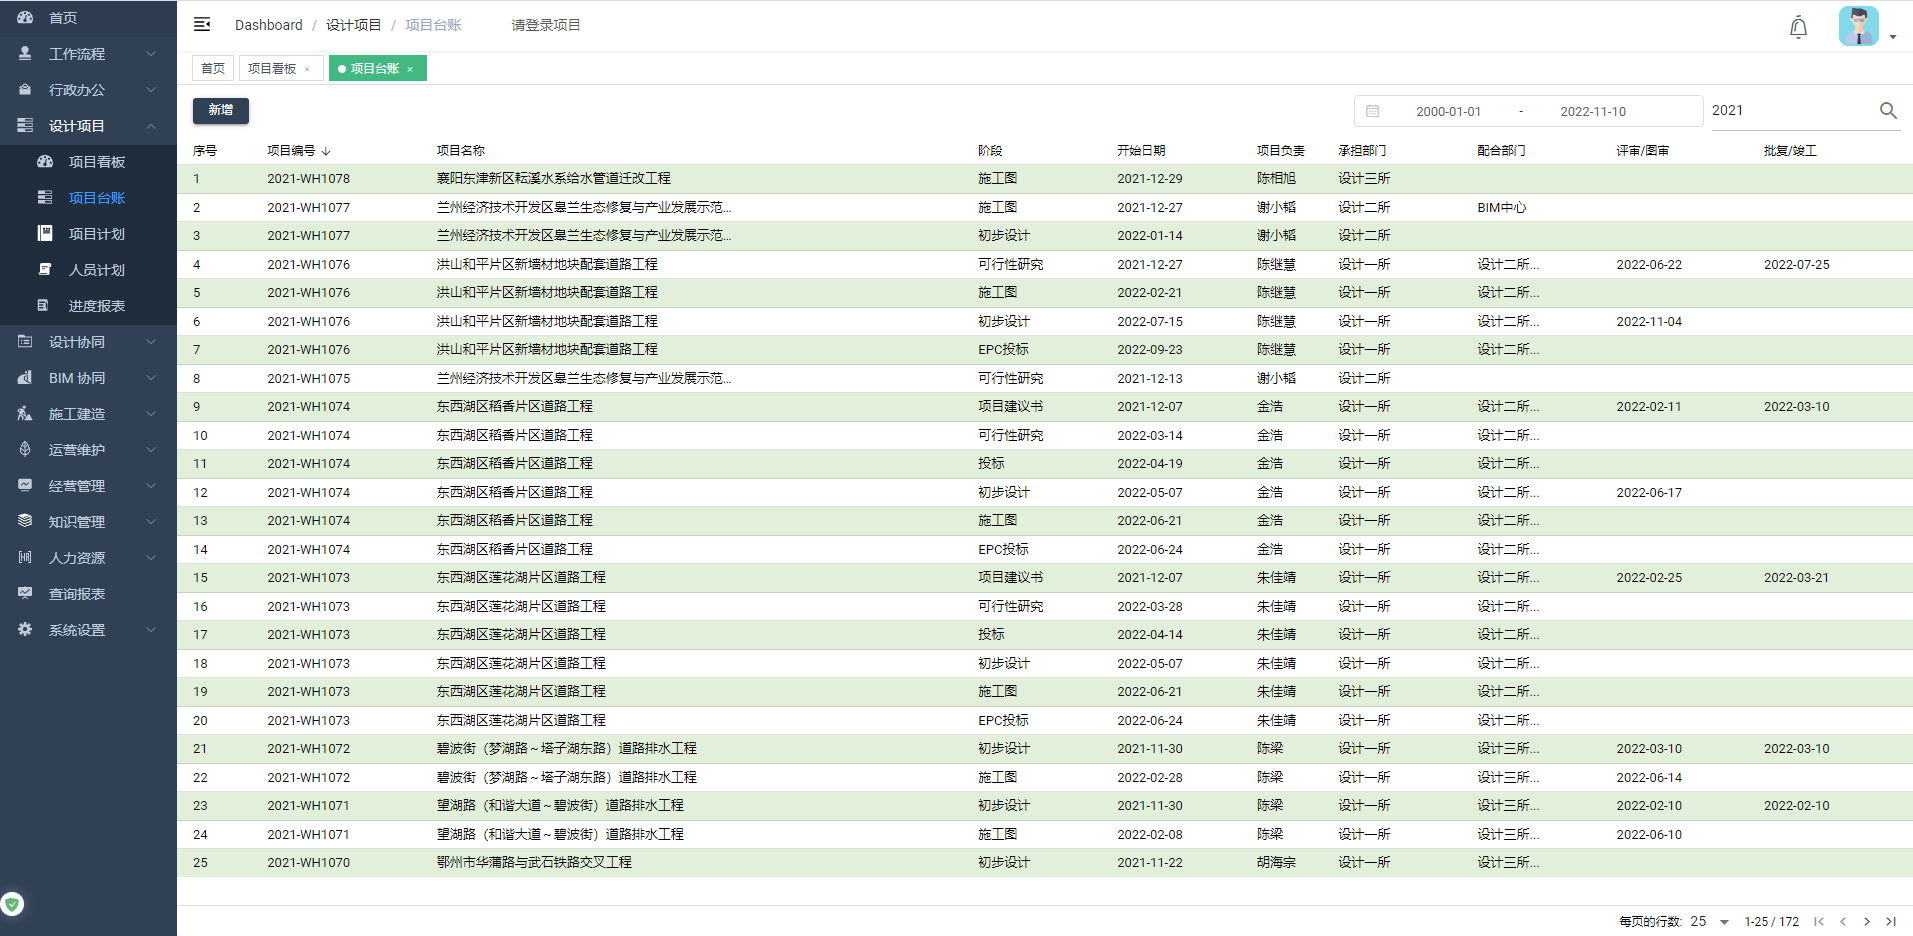 首页
工作流程
行政办公
设计项目
项目看板
项目台账
项目计划
人员计划
进度报表
设计协同
BIM 协同
施工建造
运营维护
经营管理
知识管理
人力资源
查询报表
系统设置
Dashboard / 设计项目 / 项目台账 请登录项目
首页 项目看板 × 项目台账 ×
新增 2000-01-01 - 2022-11-10 2021
序号 项目编号 项目名称 阶段 开始日期 项目负责 承担部门 配合部门 评审/图审 批复/竣工
1 2021-WH1078 襄阳东津新区耘溪水系给水管道迁改工程 施工图 2021-12-29 陈相旭 设计三所
2 2021-WH1077 兰州经济技术开发区皋兰生态修复与产业发展示范... 施工图 2021-12-27 谢小韬 设计二所 BIM中心
3 2021-WH1077 兰州经济技术开发区皋兰生态修复与产业发展示范... 初步设计 2022-01-14 谢小韬 设计二所
4 2021-WH1076 洪山和平片区新墙材地块配套道路工程 可行性研究 2021-12-27 陈继慧 设计一所 设计二所... 2022-06-22 2022-07-25
5 2021-WH1076 洪山和平片区新墙材地块配套道路工程 施工图 2022-02-21 陈继慧 设计一所 设计二所...
6 2021-WH1076 洪山和平片区新墙材地块配套道路工程 初步设计 2022-07-15 陈继慧 设计一所 设计二所... 2022-11-04
7 2021-WH1076 洪山和平片区新墙材地块配套道路工程 EPC投标 2022-09-23 陈继慧 设计一所 设计二所...
8 2021-WH1075 兰州经济技术开发区皋兰生态修复与产业发展示范... 可行性研究 2021-12-13 谢小韬 设计二所
9 2021-WH1074 东西湖区稻香片区道路工程 项目建议书 2021-12-07 金浩 设计一所 设计二所... 2022-02-11 2022-03-10
10 2021-WH1074 东西湖区稻香片区道路工程 可行性研究 2022-03-14 金浩 设计一所 设计二所...
11 2021-WH1074 东西湖区稻香片区道路工程 投标 2022-04-19 金浩 设计一所 设计二所...
12 2021-WH1074 东西湖区稻香片区道路工程 初步设计 2022-05-07 金浩 设计一所 设计二所... 2022-06-17
13 2021-WH1074 东西湖区稻香片区道路工程 施工图 2022-06-21 金浩 设计一所 设计二所...
14 2021-WH1074 东西湖区稻香片区道路工程 EPC投标 2022-06-24 金浩 设计一所 设计二所...
15 2021-WH1073 东西湖区莲花湖片区道路工程 项目建议书 2021-12-07 朱佳靖 设计一所 设计二所... 2022-02-25 2022-03-21
16 2021-WH1073 东西湖区莲花湖片区道路工程 可行性研究 2022-03-28 朱佳靖 设计一所 设计二所...
17 2021-WH1073 东西湖区莲花湖片区道路工程 投标 2022-04-14 朱佳靖 设计一所 设计二所...
18 2021-WH1073 东西湖区莲花湖片区道路工程 初步设计 2022-05-07 朱佳靖 设计一所 设计二所...
19 2021-WH1073 东西湖区莲花湖片区道路工程 施工图 2022-06-21 朱佳靖 设计一所 设计二所...
20 2021-WH1073 东西湖区莲花湖片区道路工程 EPC投标 2022-06-24 朱佳靖 设计一所 设计二所...
21 2021-WH1072 碧波街（梦湖路～塔子湖东路）道路排水工程 初步设计 2021-11-30 陈梁 设计一所 设计三所... 2022-03-10 2022-03-10
22 2021-WH1072 碧波街（梦湖路～塔子湖东路）道路排水工程 施工图 2022-02-28 陈梁 设计一所 设计三所... 2022-06-14
23 2021-WH1071 望湖路（和谐大道～碧波街）道路排水工程 初步设计 2021-11-30 陈梁 设计一所 设计三所... 2022-02-10 2022-02-10
24 2021-WH1071 望湖路（和谐大道～碧波街）道路排水工程 施工图 2022-02-08 陈梁 设计一所 设计三所... 2022-06-10
25 2021-WH1070 鄂州市华蒲路与武石铁路交叉工程 初步设计 2021-11-22 胡海宗 设计一所 设计三所...
每页的行数: 25 1-25 / 172